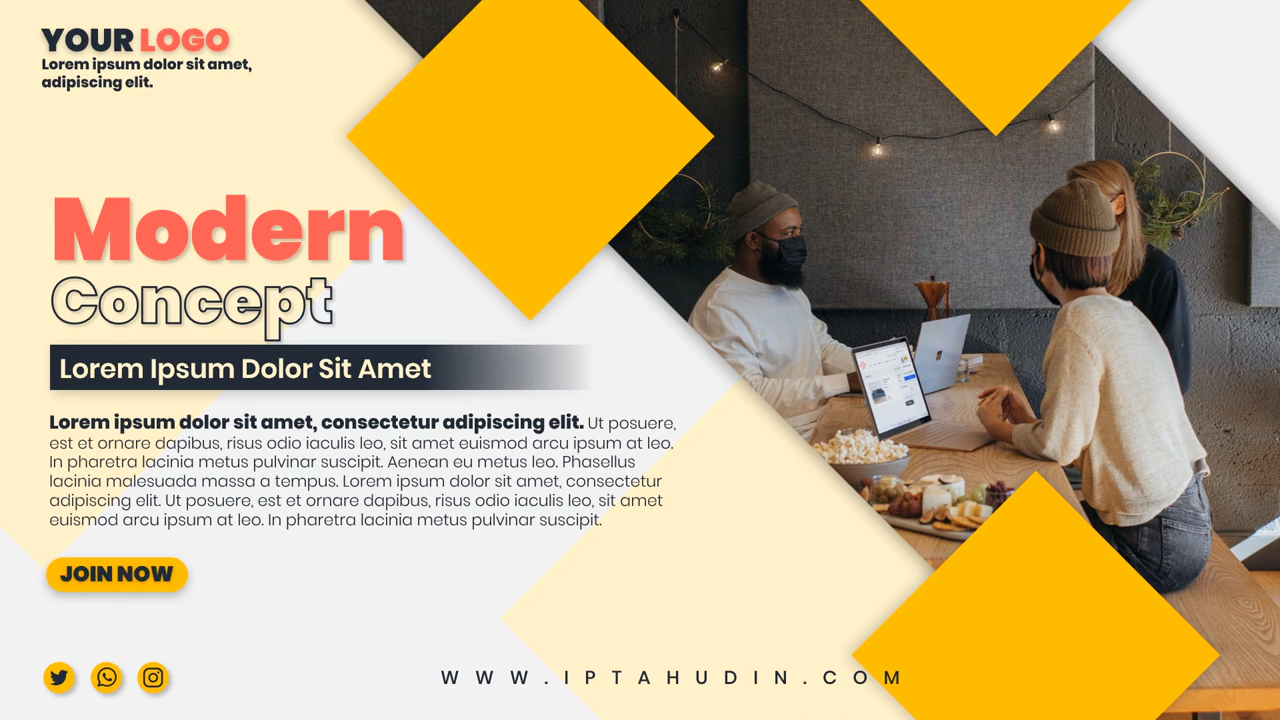 YOUR LOGO
Lorem ipsum dolor sit amet,
adipiscing elit.
Modern
Concept
Lorem Ipsum Dolor Sit Amet
Lorem ipsum dolor sit amet, consectetur adipiscing elit. Ut posuere,
est et ornare dapibus, risus odio iaculis leo, sit amet euismod arcu ipsum at leo.
In pharetra lacinia metus pulvinar suscipit. Aenean eu metus leo. Phasellus
lacinia malesuada massa a tempus. Lorem ipsum dolor sit amet, consectetur
adipiscing elit. Ut posuere, est et ornare dapibus, risus odio iaculis leo, sit amet
euismod arcu ipsum at leo. In pharetra lacinia metus pulvinar suscipit.
JOIN NOW
WWW.IPTAHUDIN.COM